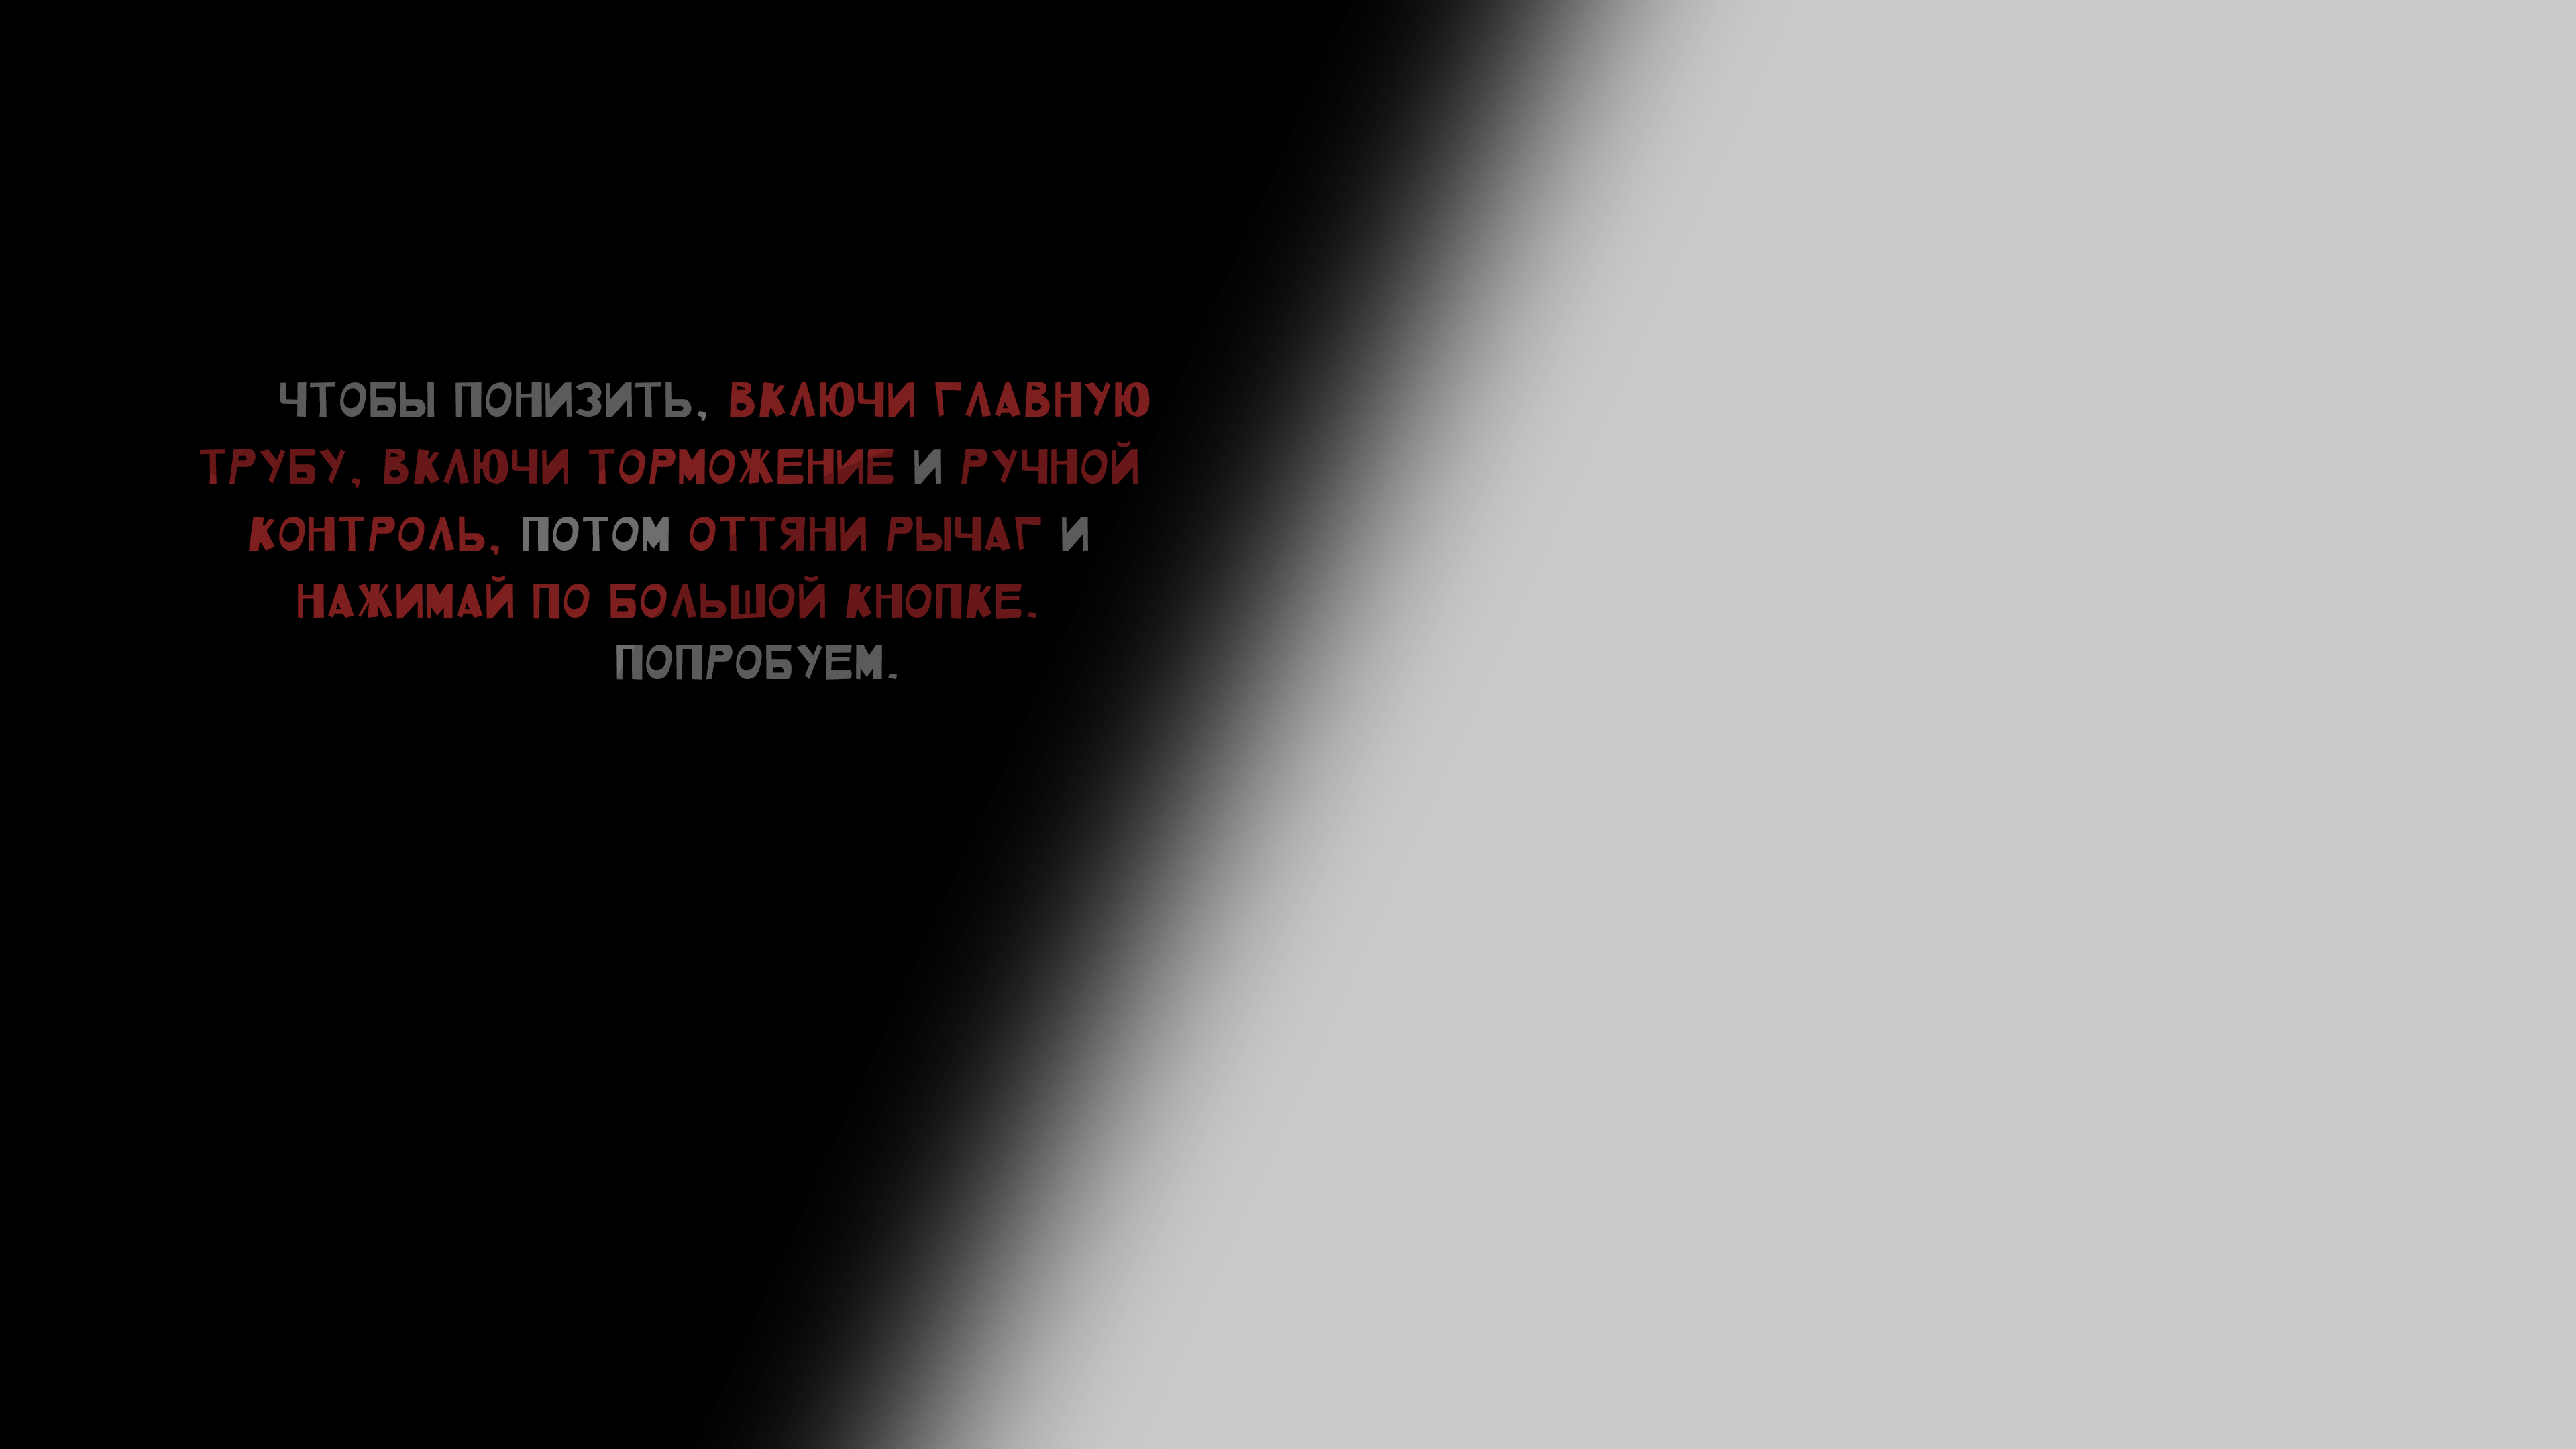 ЧТОБЫ ПОНИЗИТЬ, ВКЛЮЧИ ГЛАВНУЮ
ТРУБУ, ВКЛЮЧИ ТОРМОЖЕНИЕ И РУЧНОЙ
КОНТРОЛЬ, ПОТОМ ОТТЯНИ РЫЧАГ И
НАЖИМАЙ ПО БОЛЬШОЙ КНОПКЕ.
ПОПРОБУЕМ.